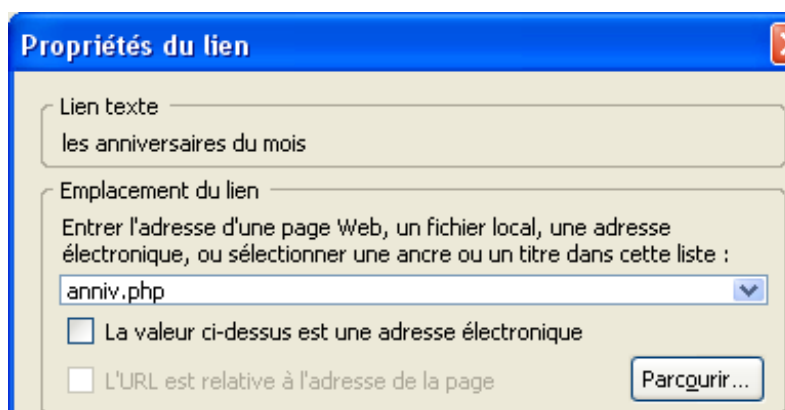 Propriétés du lien
Lien texte
les anniversaires du mois
Emplacement du lien
Entrer l'adresse d'une page Web, un fichier local, une adresse
électronique, ou sélectionner une ancre ou un titre dans cette liste :
anniv.php
La valeur ci-dessus est une adresse électronique
L'URL est relative à l'adresse de la page
Parcourir...